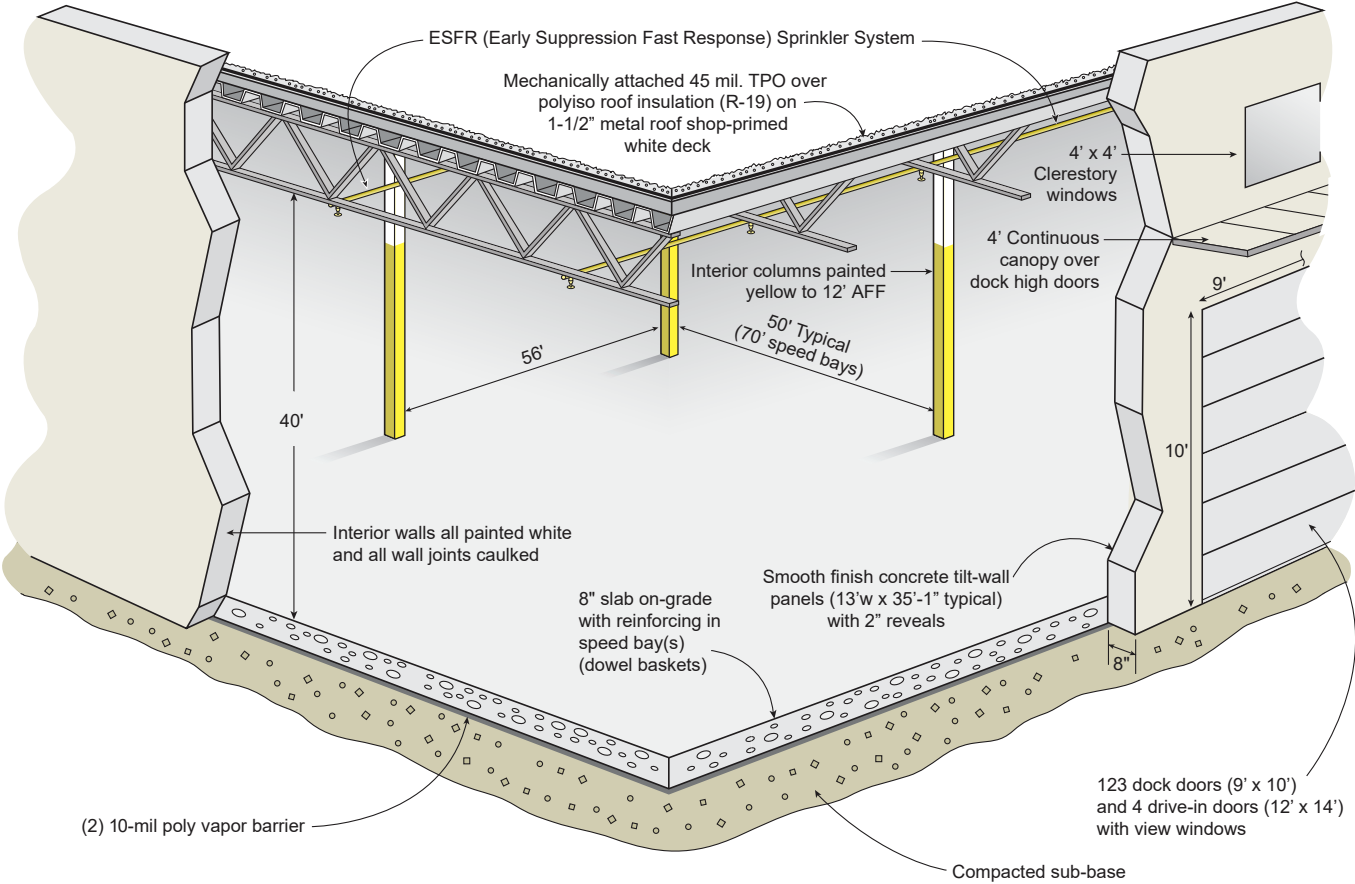 ESFR (Early Suppression Fast Response) Sprinkler System
Mechanically attached 45 mil. TPO over
polyiso roof insulation (R-19) on
1-1/2” metal roof shop-primed
white deck
4’ x 4’
Clerestory
windows
4’ Continuous
canopy over
dock high doors
Interior columns painted
yellow to 12’ AFF
9'
56'
50' Typical
(70’ speed bays)
40'
10'
Interior walls all painted white
and all wall joints caulked
8" slab on-grade
with reinforcing in
speed bay(s)
(dowel baskets)
Smooth finish concrete tilt-wall
panels (13’w x 35’-1” typical)
with 2” reveals
8"
(2) 10-mil poly vapor barrier
123 dock doors (9’ x 10’)
and 4 drive-in doors (12’ x 14’)
with view windows
Compacted sub-base